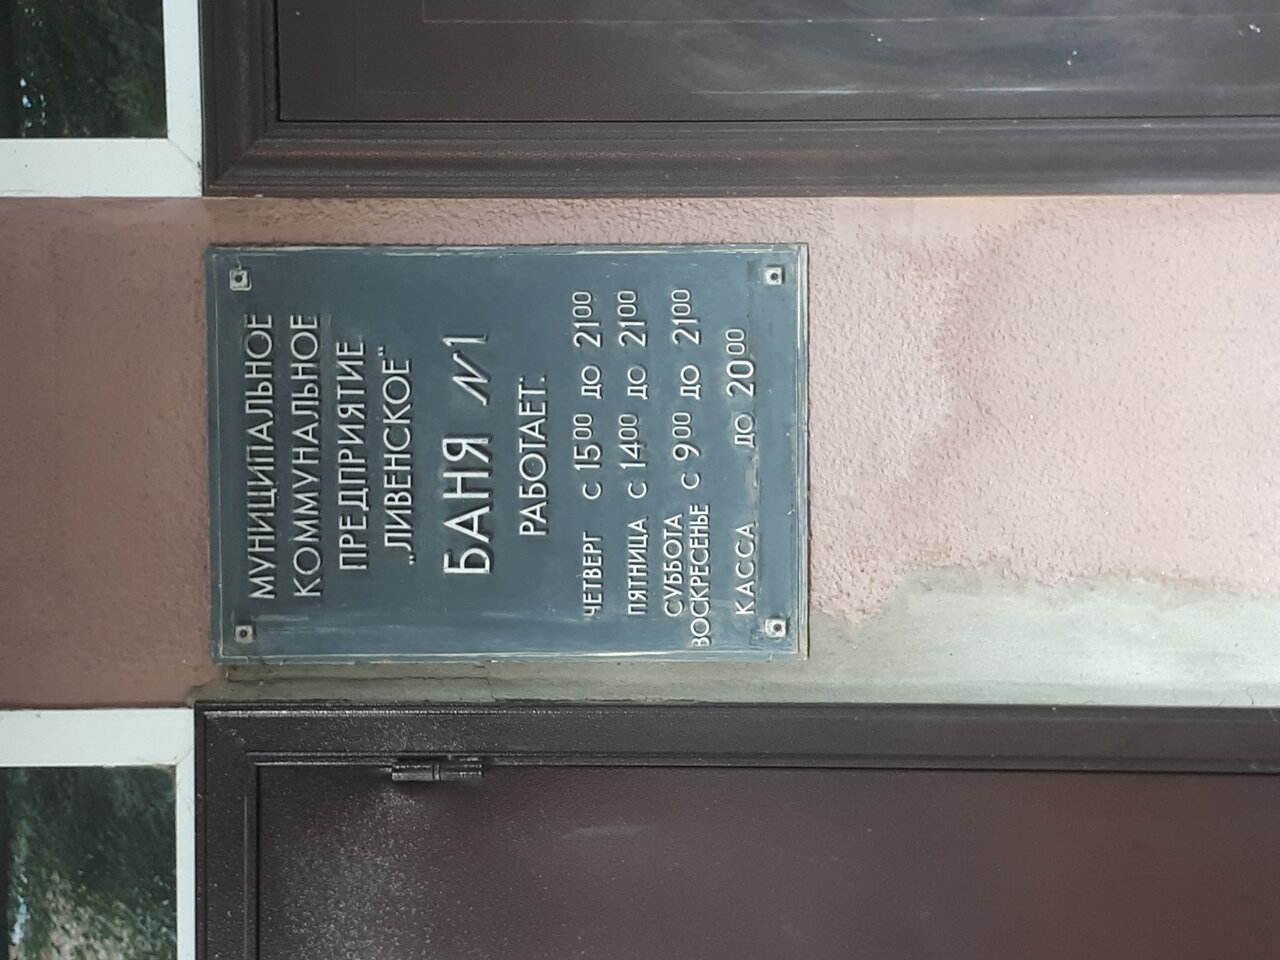 МУНИЦИПАЛЬНОЕ
КОММУНАЛЬНОЕ
ПРЕДПРИЯТИЕ
„ЛИВЕНСКОЕ"
БАНЯ №1
РАБОТАЕТ:
ЧЕТВЕРГ С 15⁰⁰ ДО 21⁰⁰
ПЯТНИЦА С 14⁰⁰ ДО 21⁰⁰
СУББОТА
ВОСКРЕСЕНЬЕ С 9⁰⁰ ДО 21⁰⁰
КАССА ДО 20⁰⁰